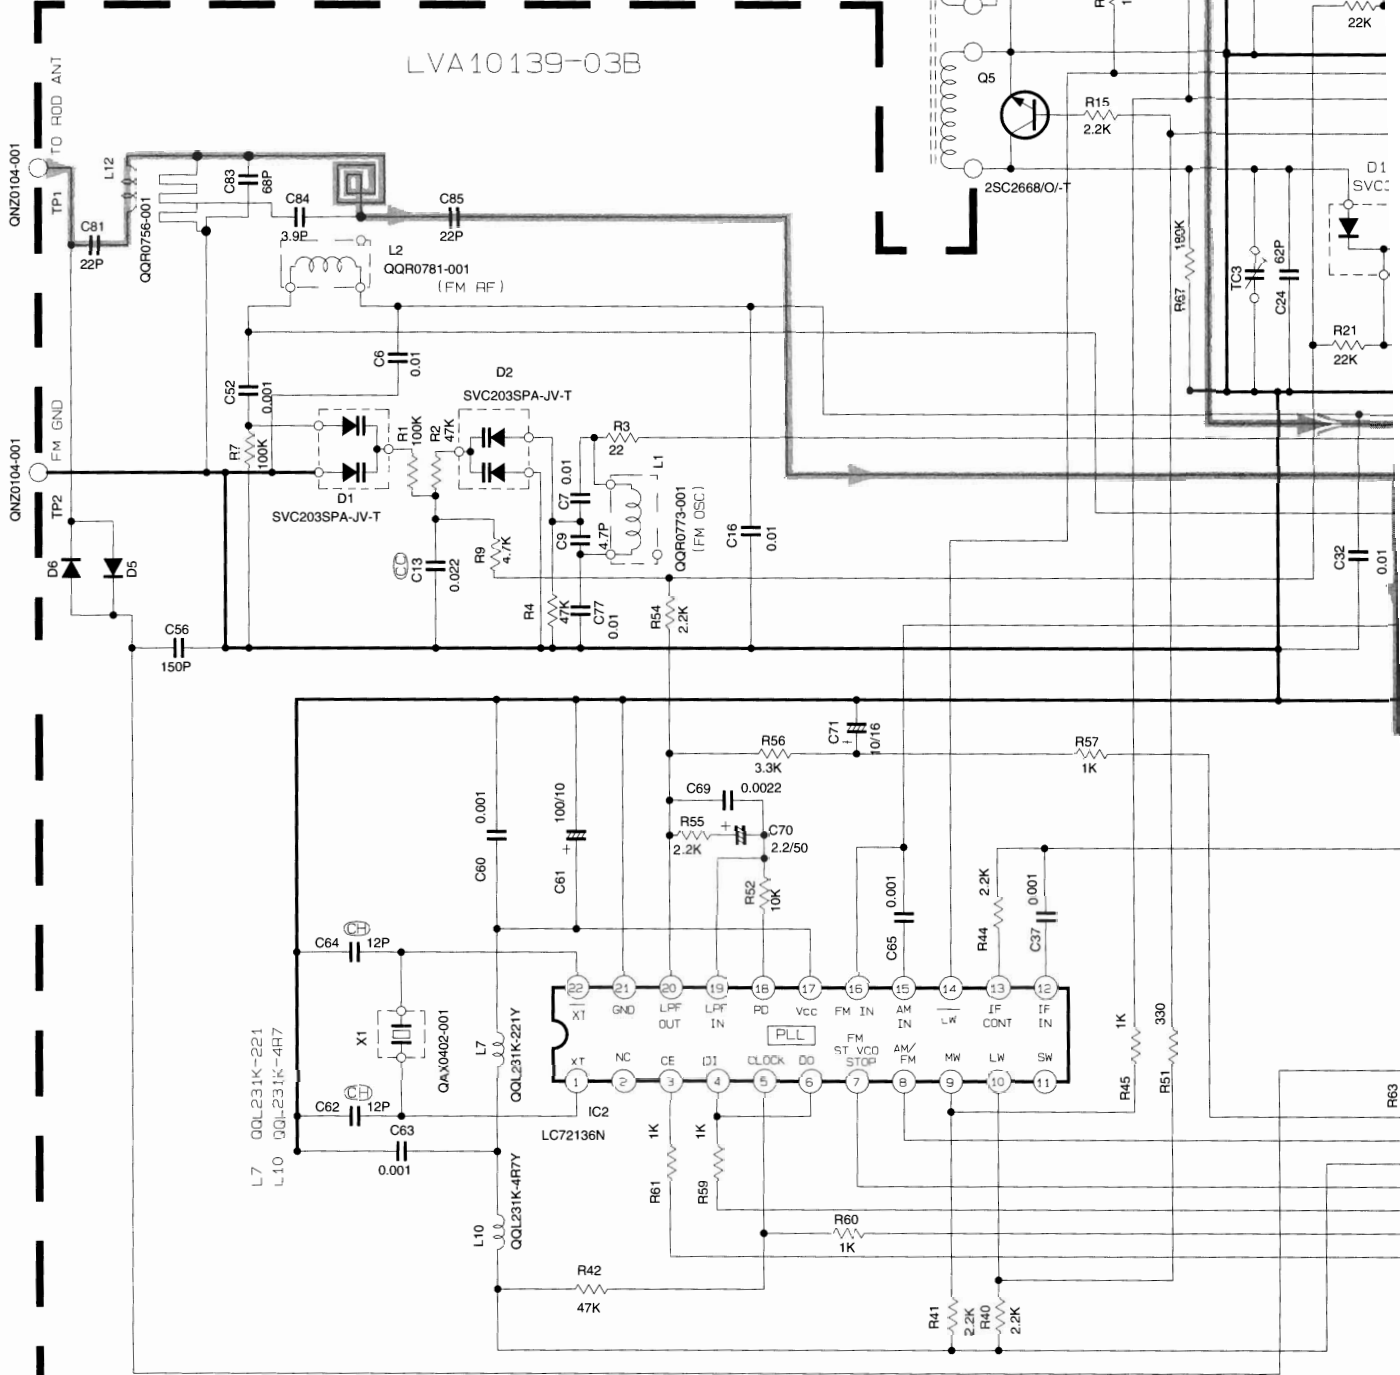 LVA10139-03B
22K
Q5
R15
2.2K
2SC2668/O/-T
D1
SVC
TO ROD ANT
QNZ0104-001
TP1
L12
QQR0756-001
C81
22P
C83
68P
C84
3.9P
C85
22P
L2
QQR0781-001
(FM RF)
R67
180K
TC3
C24
62P
R21
22K
C6
0.01
C52
0.001
D2
SVC203SPA-JV-T
FM GND
QNZ0104-001
TP2
R7
100K
R1
100K
R2
47K
D1
SVC203SPA-JV-T
R3
22
C7
0.01
L1
QQR0773-001
(FM OSC)
C9
4.7P
C16
0.01
CC
C13
0.022
R9
4.7K
R4
47K
C77
0.01
R54
2.2K
C32
0.01
D6
D5
C56
150P
C71
10/16
R56
3.3K
R57
1K
C69
0.0022
R55
2.2K
C70
2.2/50
R52
10K
C60
0.001
C61
100/10
C65
0.001
R44
2.2K
C37
0.001
CH
C64
12P
X1
QAX0402-001
CH
C62
12P
C63
0.001
L7 QQL231K-221
L10 QQL231K-4R7
L7
QQL231K-221Y
L10
QQL231K-4R7Y
22 21 20 19 18 17 16 15 14 13 12
XT GND LPF OUT LPF IN PD Vcc FM IN AM IN LW IF CONT IF IN
PLL
XT NC CE DI CLOCK DO FM ST VCO STOP AM/FM MW LW SW
1 2 3 4 5 6 7 8 9 10 11
IC2
LC72136N
R45
1K
R51
330
R63
R61
1K
R59
1K
R60
1K
R42
47K
R41
2.2K
R40
2.2K